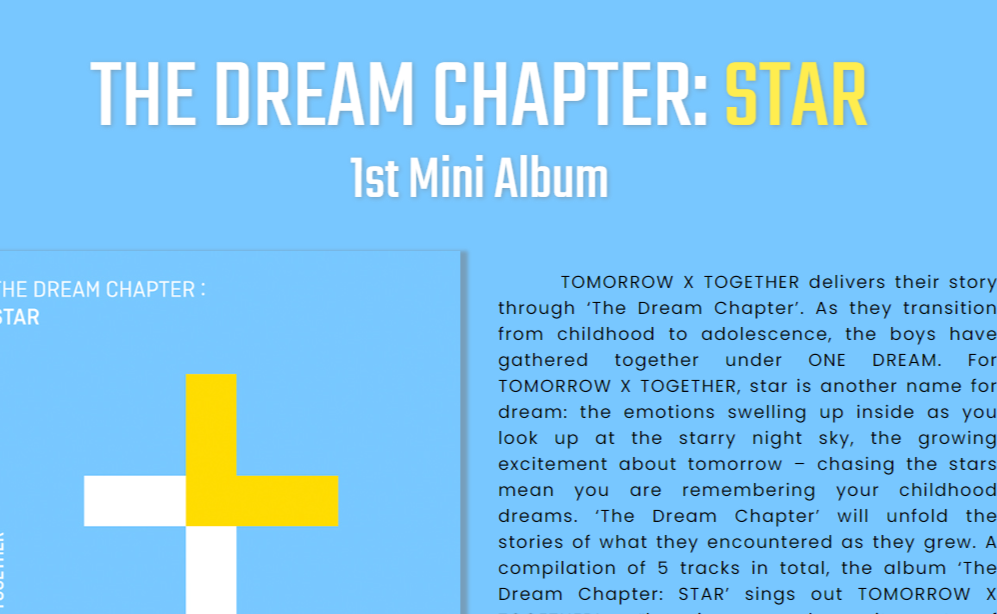 THE DREAM CHAPTER: STAR
1st Mini Album
THE DREAM CHAPTER :
STAR
TOGETHER
TOMORROW X TOGETHER delivers their story
through ‘The Dream Chapter’. As they transition
from childhood to adolescence, the boys have
gathered together under ONE DREAM. For
TOMORROW X TOGETHER, star is another name for
dream: the emotions swelling up inside as you
look up at the starry night sky, the growing
excitement about tomorrow – chasing the stars
mean you are remembering your childhood
dreams. ‘The Dream Chapter’ will unfold the
stories of what they encountered as they grew. A
compilation of 5 tracks in total, the album ‘The
Dream Chapter: STAR’ sings out TOMORROW X